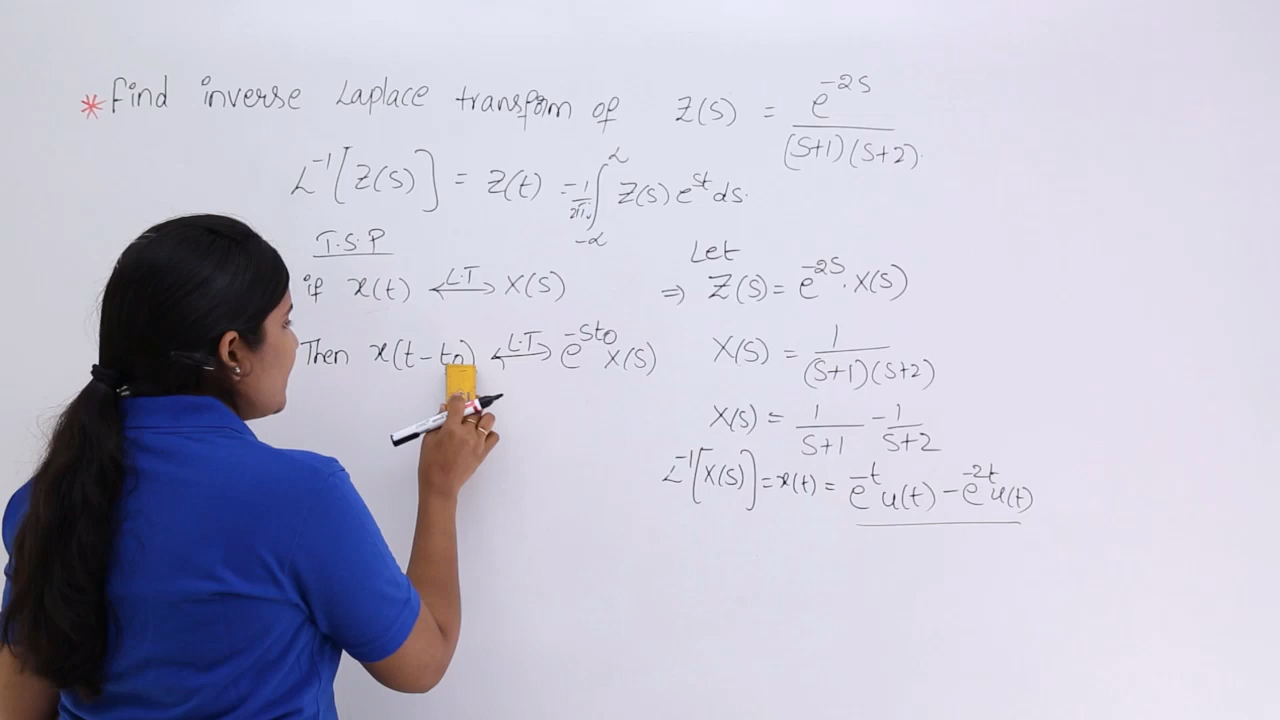 * Find inverse Laplace transform of Z(S) = e^{-2S} / (S+1)(S+2).
L^{-1}[Z(S)] = Z(t) = 1/2πj ∫_{-α}^{α} Z(S) e^{st} ds.
T.S.P
if x(t) ⟷{L.T} X(S)
Then x(t-t0) ⟷{L.T} e^{-St0} X(S)
Let
⇒ Z(S) = e^{-2S} . X(S)
X(S) = 1 / (S+1)(S+2)
X(S) = 1/S+1 - 1/S+2
L^{-1}[X(S)] = x(t) = e^{-t} u(t) - e^{-2t} u(t)